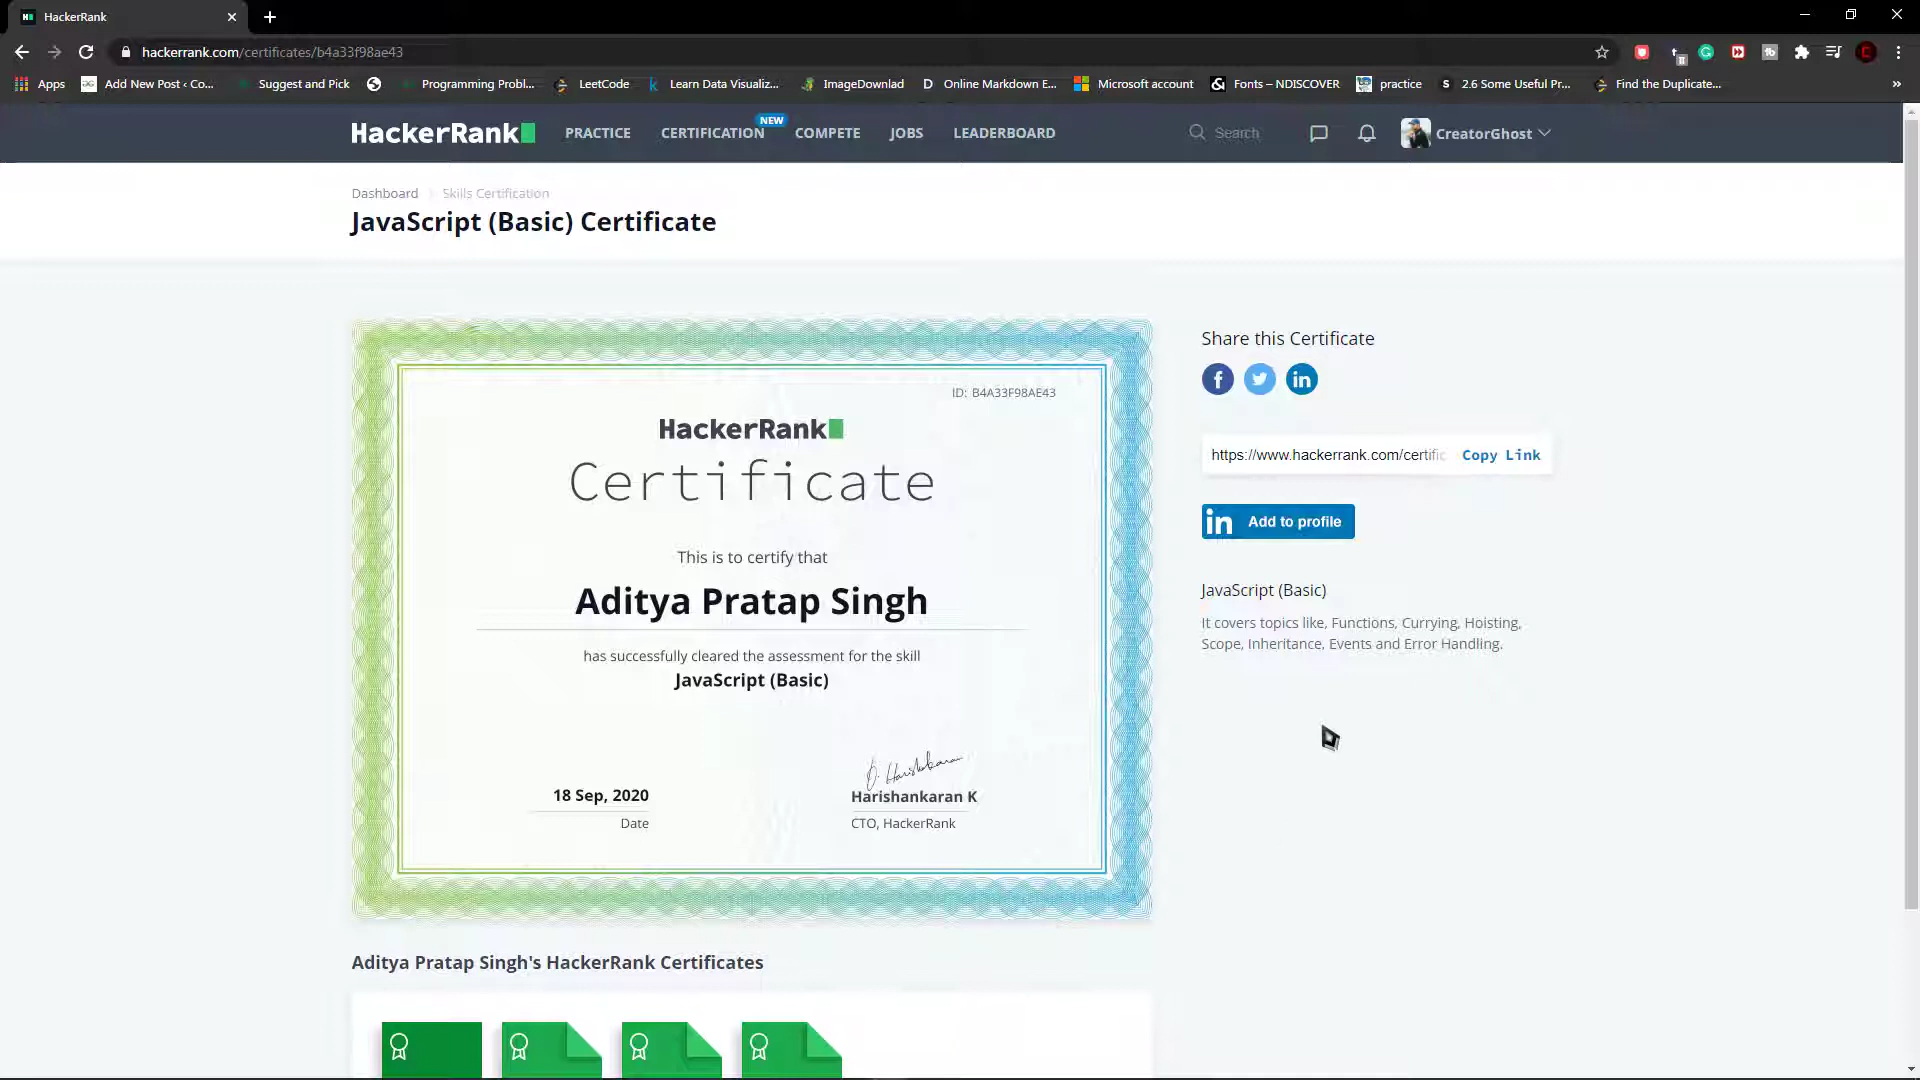 HackerRank
hackerrank.com/certificates/b4a33f98ae43
Apps
Add New Post ‹ Co...
Suggest and Pick
Programming Probl...
LeetCode
Learn Data Visualiz...
ImageDownlad
Online Markdown E...
Microsoft account
Fonts – NDISCOVER
practice
2.6 Some Useful Pr...
Find the Duplicate...
HackerRank
PRACTICE
CERTIFICATION
NEW
COMPETE
JOBS
LEADERBOARD
Search
CreatorGhost
Dashboard
Skills Certification
JavaScript (Basic) Certificate
ID: B4A33F98AE43
HackerRank
Certificate
This is to certify that
Aditya Pratap Singh
has successfully cleared the assessment for the skill
JavaScript (Basic)
18 Sep, 2020
Date
Harishankaran K
CTO, HackerRank
Share this Certificate
https://www.hackerrank.com/certific
Copy Link
in Add to profile
JavaScript (Basic)
It covers topics like, Functions, Currying, Hoisting,
Scope, Inheritance, Events and Error Handling.
Aditya Pratap Singh's HackerRank Certificates